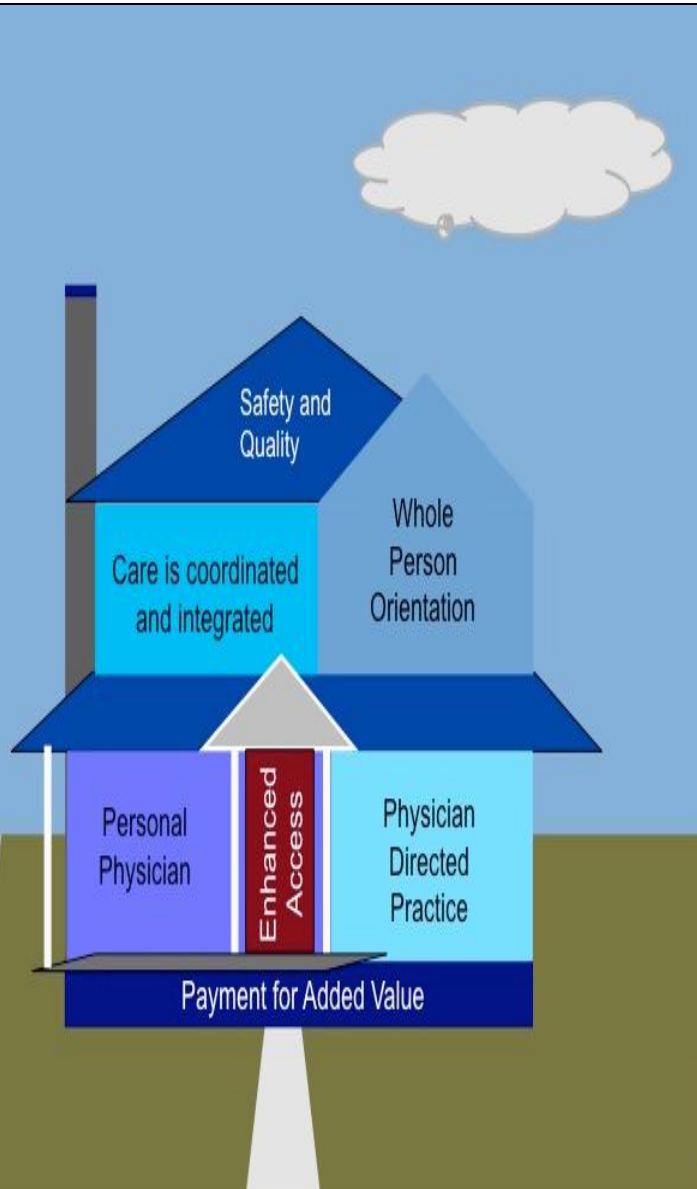 Safety and
Quality
Care is coordinated
and integrated
Whole
Person
Orientation
Personal
Physician
Enhanced
Access
Physician
Directed
Practice
Payment for Added Value